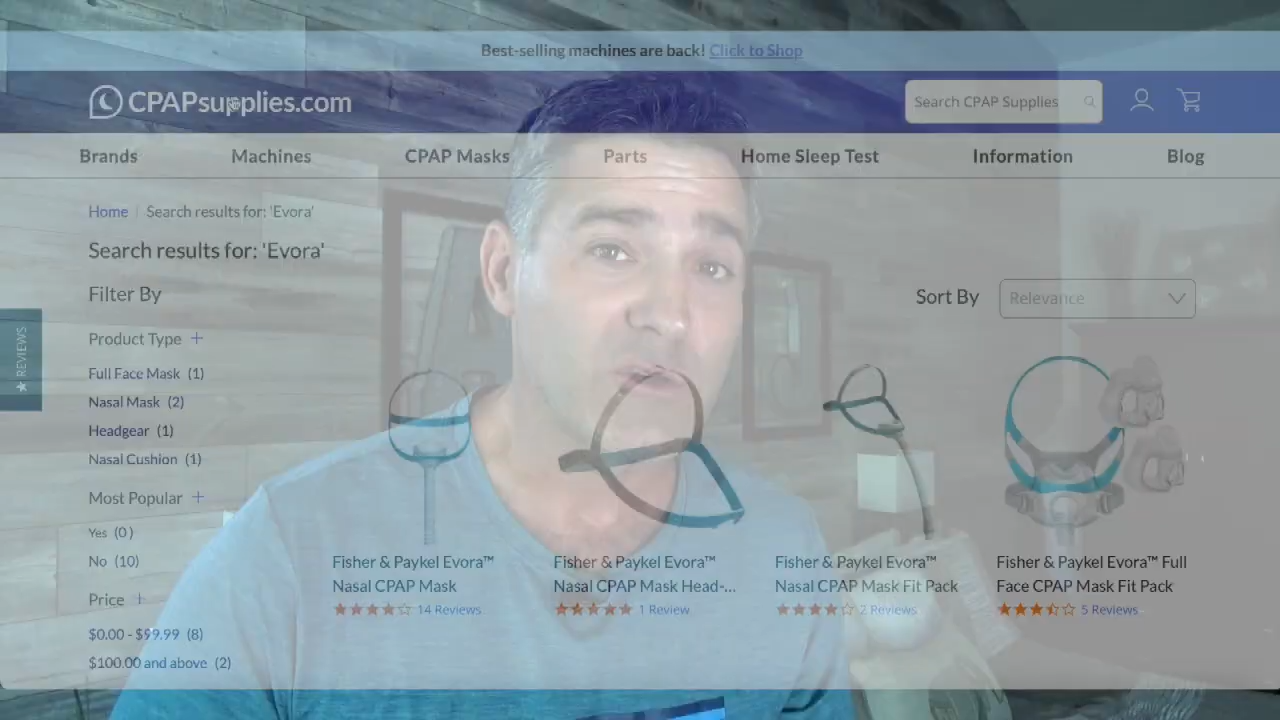 Best-selling machines are back! Click to Shop
CPAPsupplies.com
Search CPAP Supplies
Brands
Machines
CPAP Masks
Parts
Home Sleep Test
Information
Blog
Home | Search results for: 'Evora'
Search results for: 'Evora'
Filter By
Sort By
Relevance
Product Type +
Full Face Mask (1)
Nasal Mask (2)
Headgear (1)
Nasal Cushion (1)
Most Popular +
Yes (0)
No (10)
Price +
$0.00 - $99.99 (8)
$100.00 and above (2)
★ REVIEWS
Fisher & Paykel Evora™
Nasal CPAP Mask
14 Reviews
Fisher & Paykel Evora™
Nasal CPAP Mask Head-...
1 Review
Fisher & Paykel Evora™
Nasal CPAP Mask Fit Pack
2 Reviews
Fisher & Paykel Evora™ Full
Face CPAP Mask Fit Pack
5 Reviews